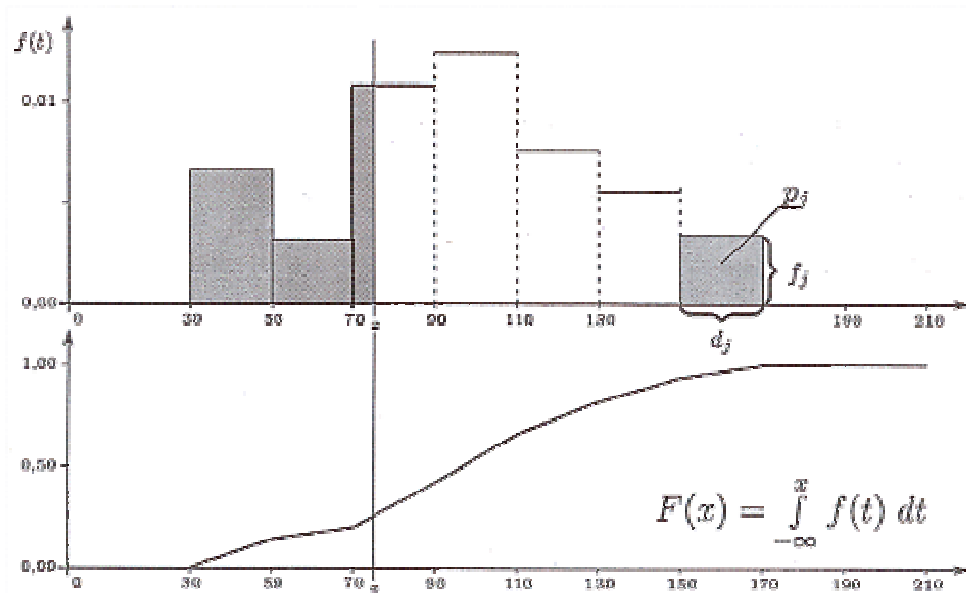 f(t)
0,01
p_j
f_j
0,00
0 30 50 70 x 90 110 130 190 210
d_j
1,00
0,50
F(x) = ∫_{-∞}^{x} f(t) dt
0,00
0 30 50 70 x 90 110 130 150 170 190 210